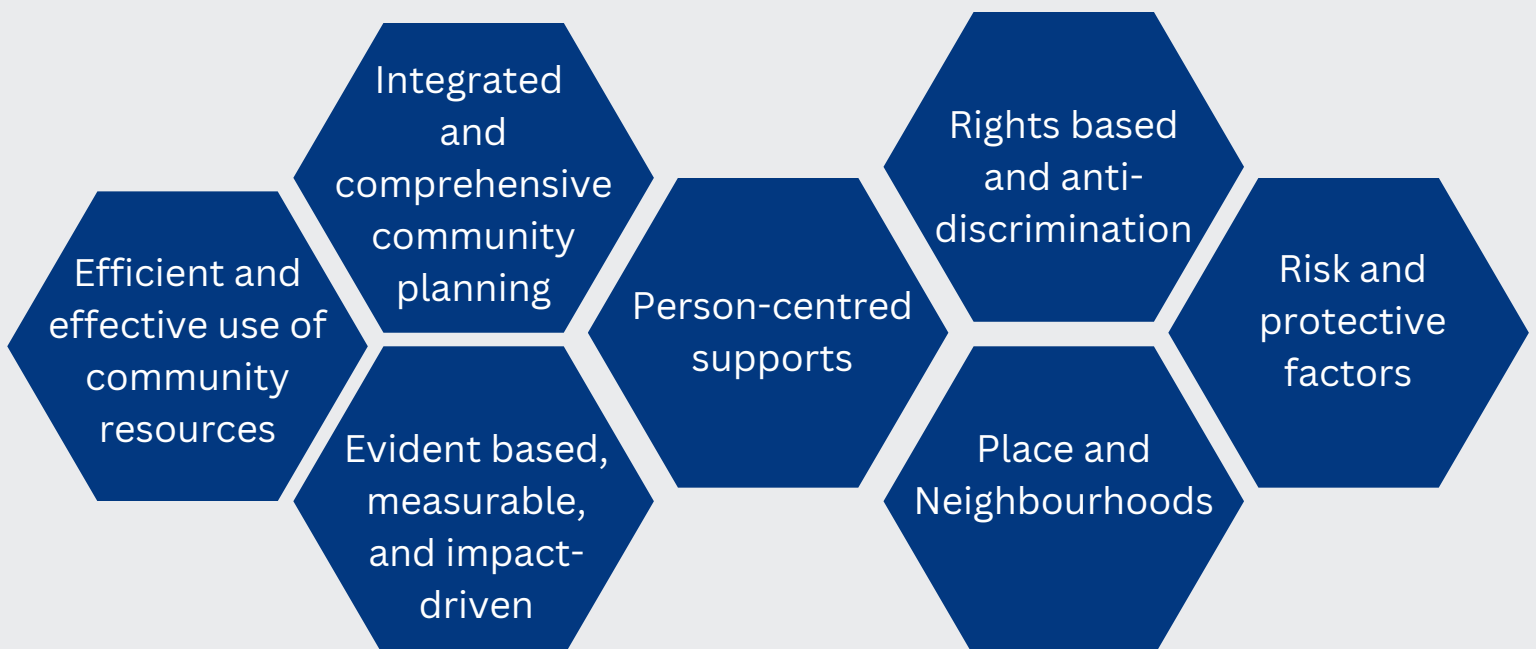 Efficient and
effective use of
community
resources
Integrated
and
comprehensive
community
planning
Evident based,
measurable,
and impact-
driven
Person-centred
supports
Rights based
and anti-
discrimination
Place and
Neighbourhoods
Risk and
protective
factors